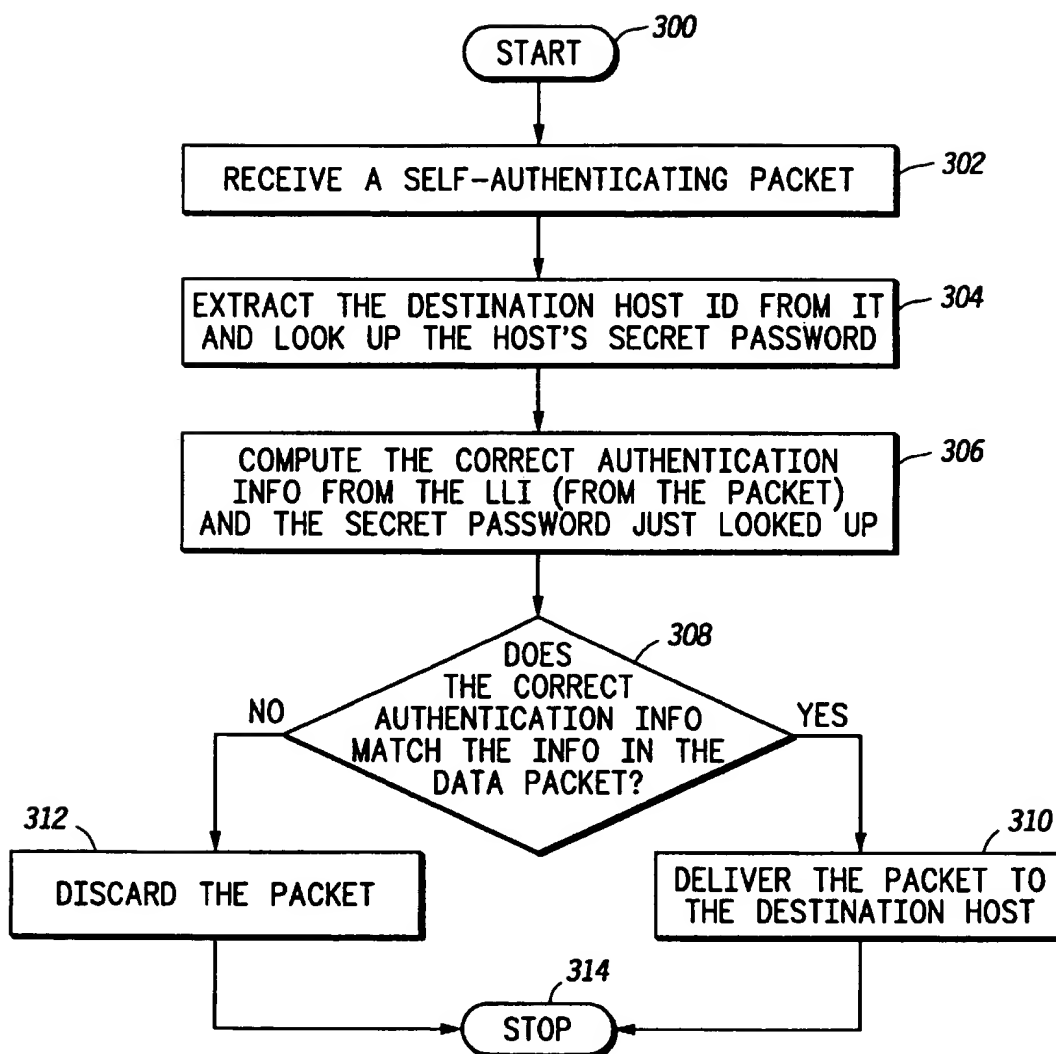 START
300
RECEIVE A SELF-AUTHENTICATING PACKET
302
EXTRACT THE DESTINATION HOST ID FROM IT
AND LOOK UP THE HOST'S SECRET PASSWORD
304
COMPUTE THE CORRECT AUTHENTICATION
INFO FROM THE LLI (FROM THE PACKET)
AND THE SECRET PASSWORD JUST LOOKED UP
306
DOES
THE CORRECT
AUTHENTICATION INFO
MATCH THE INFO IN THE
DATA PACKET?
308
NO
YES
312
DISCARD THE PACKET
310
DELIVER THE PACKET TO
THE DESTINATION HOST
314
STOP